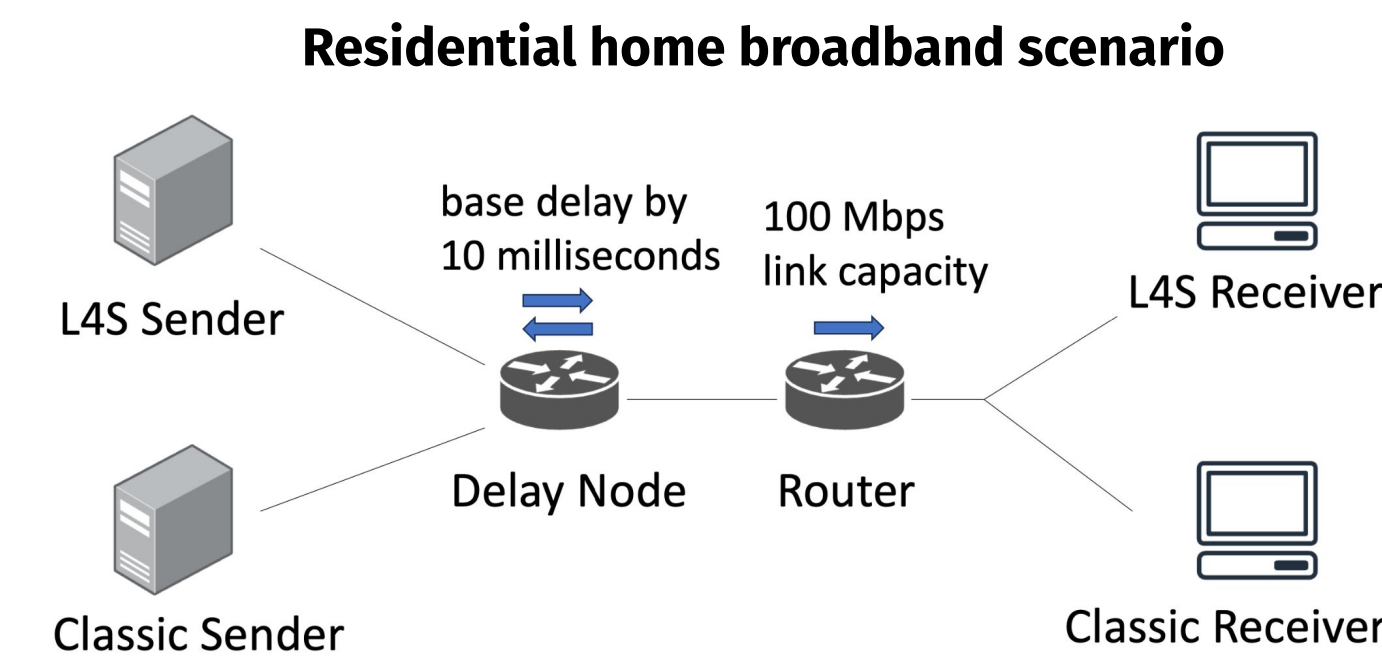 Residential home broadband scenario
base delay by
10 milliseconds
100 Mbps
link capacity
L4S Sender
L4S Receiver
Delay Node
Router
Classic Sender
Classic Receiver